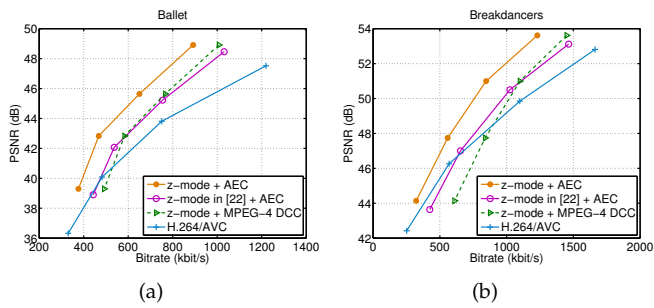 Ballet
PSNR (dB)
50
48
46
44
42
40
38
36
200 400 600 800 1000 1200 1400
Bitrate (kbit/s)
z−mode + AEC
z−mode in [22] + AEC
z−mode + MPEG−4 DCC
H.264/AVC
(a)
Breakdancers
PSNR (dB)
54
52
50
48
46
44
42
0 500 1000 1500 2000
Bitrate (kbit/s)
z−mode + AEC
z−mode in [22] + AEC
z−mode + MPEG−4 DCC
H.264/AVC
(b)